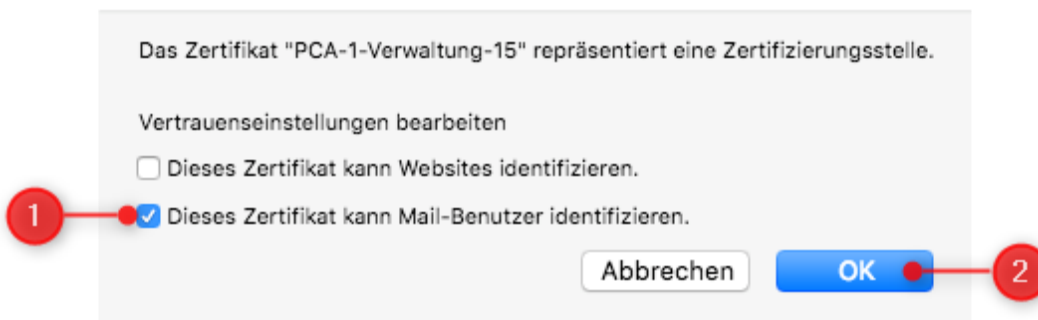 Das Zertifikat "PCA-1-Verwaltung-15" repräsentiert eine Zertifizierungsstelle.
Vertrauenseinstellungen bearbeiten
Dieses Zertifikat kann Websites identifizieren.
1 Dieses Zertifikat kann Mail-Benutzer identifizieren.
Abbrechen OK 2